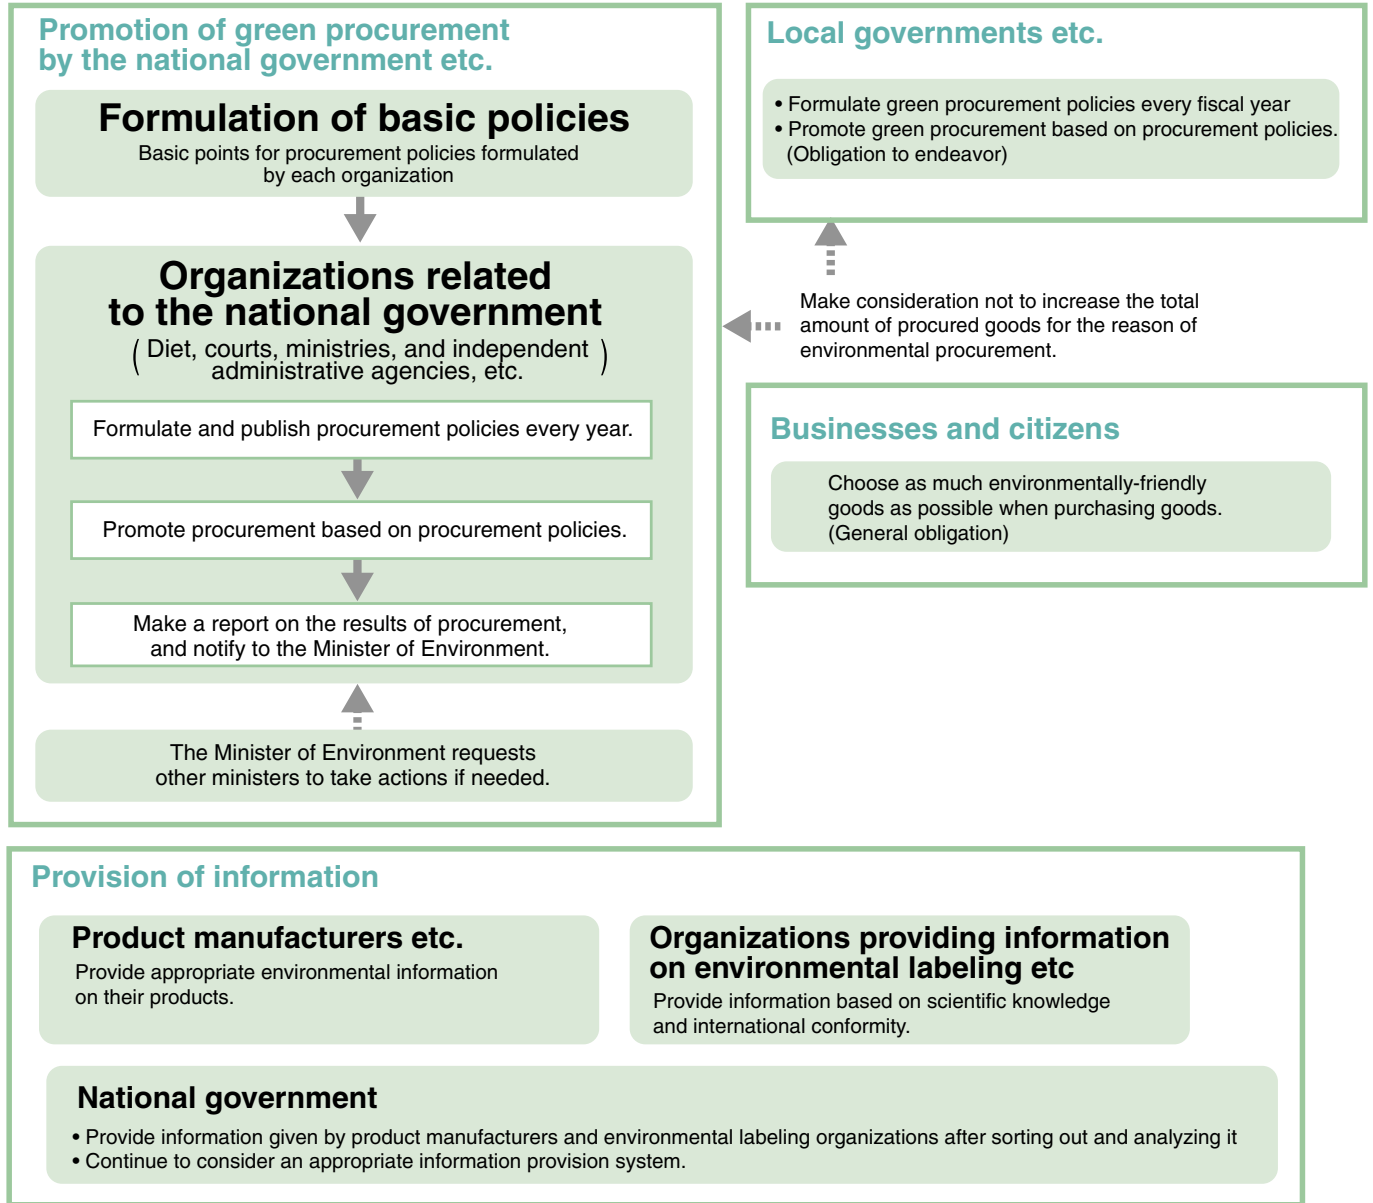 Promotion of green procurement
by the national government etc.
Formulation of basic policies
Basic points for procurement policies formulated
by each organization
Organizations related
to the national government
( Diet, courts, ministries, and independent )
administrative agencies, etc.
Formulate and publish procurement policies every year.
Promote procurement based on procurement policies.
Make a report on the results of procurement,
and notify to the Minister of Environment.
The Minister of Environment requests
other ministers to take actions if needed.
Local governments etc.
• Formulate green procurement policies every fiscal year
• Promote green procurement based on procurement policies.
(Obligation to endeavor)
Make consideration not to increase the total
amount of procured goods for the reason of
environmental procurement.
Businesses and citizens
Choose as much environmentally-friendly
goods as possible when purchasing goods.
(General obligation)
Provision of information
Product manufacturers etc.
Provide appropriate environmental information
on their products.
Organizations providing information
on environmental labeling etc
Provide information based on scientific knowledge
and international conformity.
National government
• Provide information given by product manufacturers and environmental labeling organizations after sorting out and analyzing it
• Continue to consider an appropriate information provision system.